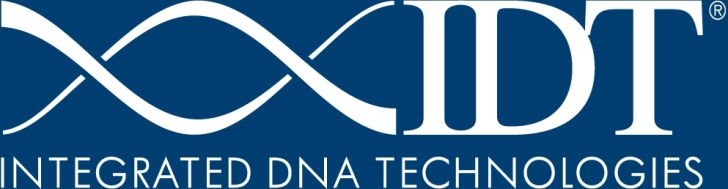 IDT®
INTEGRATED DNA TECHNOLOGIES